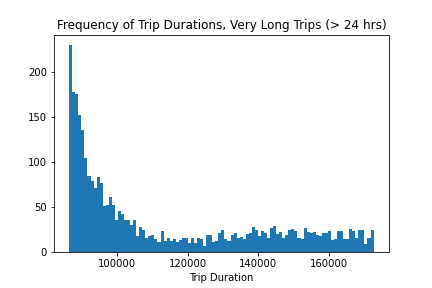 Frequency of Trip Durations, Very Long Trips (> 24 hrs)
200
150
100
50
0
100000 120000 140000 160000
Trip Duration